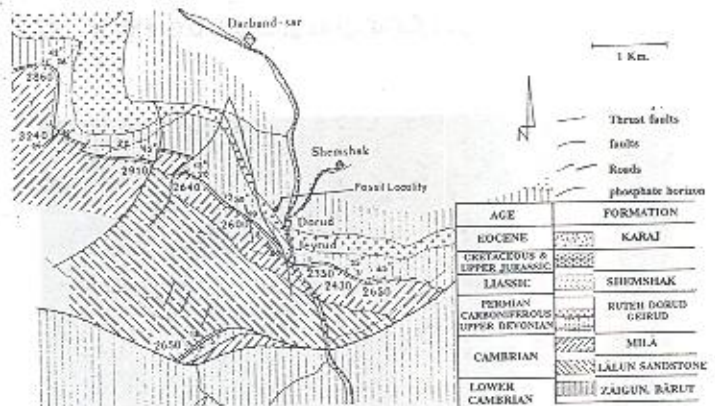 Darband-sar
1 Km.
2860
N
Thrust faults
3240
faults
Shemshak
2910
Roads
2640
Fossil Locality
phosphate horizon
Dorud
Jeyrud
2350
2430
2650
2650
AGE FORMATION
EOCENE KARAJ
CRETACEOUS &
UPPER JURASSIC
LIASSIC SHEMSHAK
PERMIAN
CARBONIFEROUS
UPPER DEVONIAN
RUTEH DORUD
GEIRUD
CAMBRIAN
MILA
LALUN SANDSTONE
LOWER
CAMBRIAN
ZAIGUN, BARUT